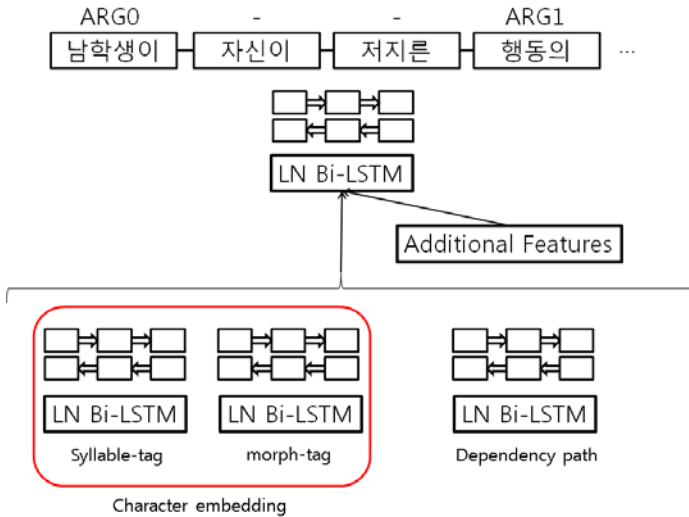 ARG0 - - ARG1
남학생이 자신이 저지른 행동의 ...
LN Bi-LSTM
Additional Features
LN Bi-LSTM LN Bi-LSTM LN Bi-LSTM
Syllable-tag morph-tag Dependency path
Character embedding